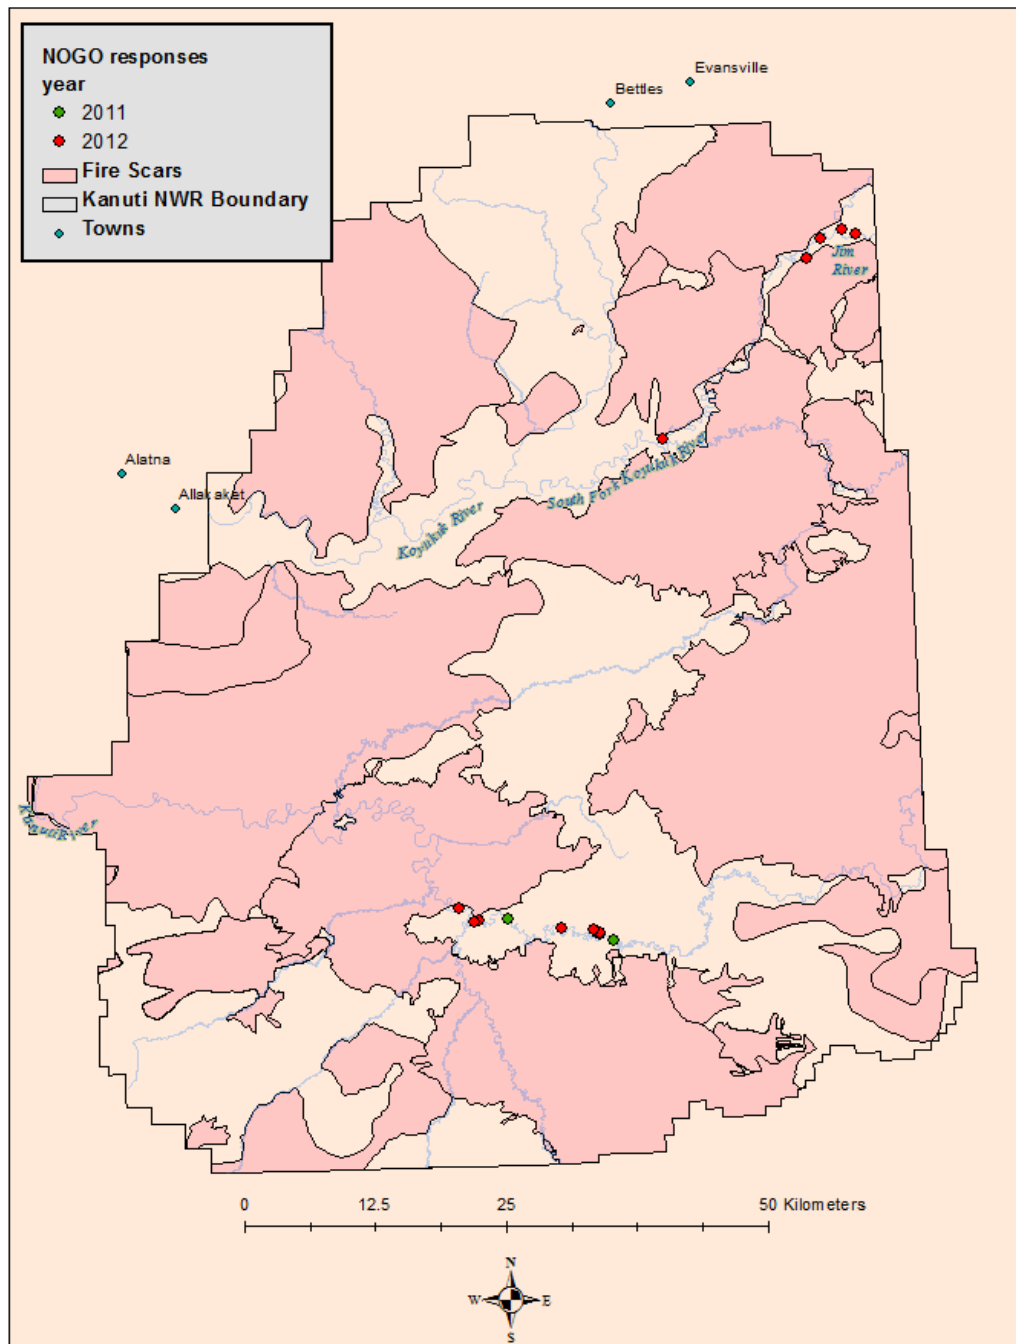 NOGO responses
year
2011
2012
Fire Scars
Kanuti NWR Boundary
Towns
Evansville
Bettles
Jim
River
Alatna
Allakaket
South Fork Koyukuk River
Koyukuk River
Kanuti River
0 12.5 25 50 Kilometers
N
W E
S